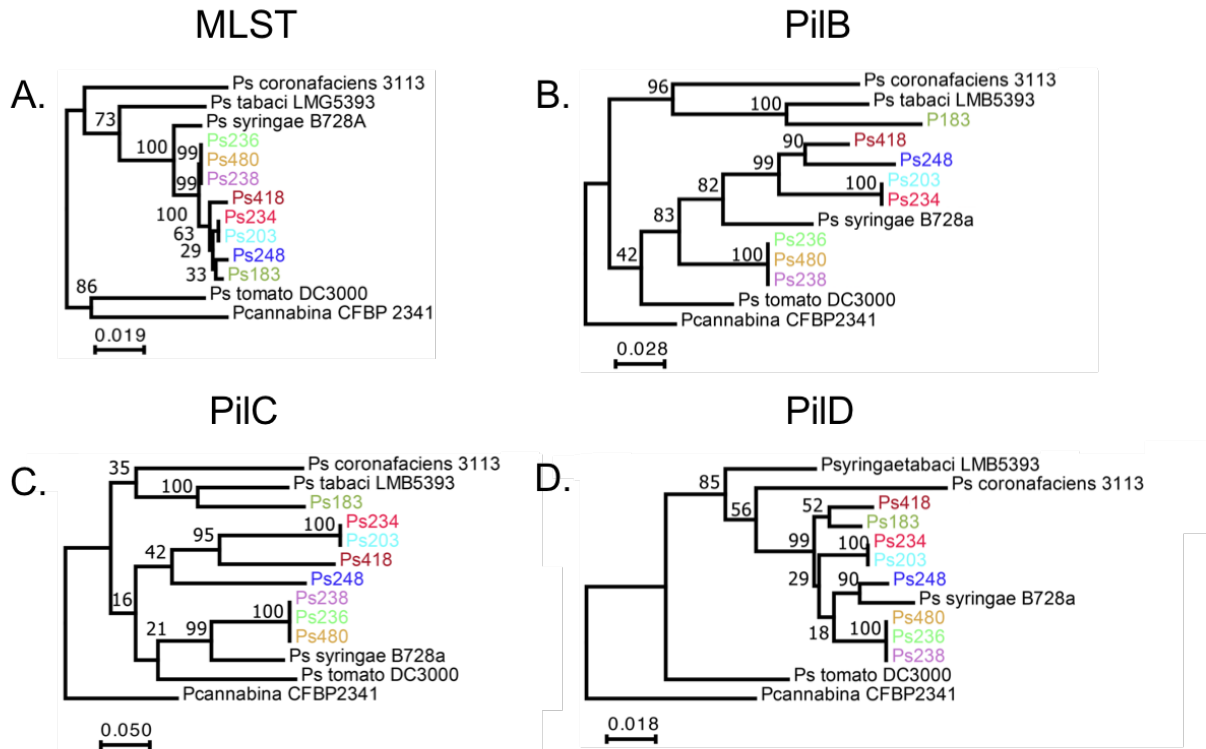 MLST
A.
Ps coronafaciens 3113
Ps tabaci LMG5393
73
Ps syringae B728A
Ps236
100
99
Ps480
Ps238
99
Ps418
100
Ps234
63
Ps203
29
Ps248
33
Ps183
86
Ps tomato DC3000
Pcannabina CFBP 2341
0.019
PilB
B.
Ps coronafaciens 3113
96
Ps tabaci LMB5393
100
P183
90
Ps418
99
Ps248
Ps203
100
82
Ps234
83
Ps syringae B728a
Ps236
42
100
Ps480
Ps238
Ps tomato DC3000
Pcannabina CFBP2341
0.028
PilC
C.
35
Ps coronafaciens 3113
100
Ps tabaci LMB5393
Ps183
Ps234
95
100
Ps203
42
Ps418
Ps248
16
Ps238
100
Ps236
21
99
Ps480
Ps syringae B728a
Ps tomato DC3000
Pcannabina CFBP2341
0.050
PilD
D.
Psyringaetabaci LMB5393
85
Ps coronafaciens 3113
56
52
Ps418
Ps183
99
Ps234
100
Ps203
29
90
Ps248
Ps syringae B728a
Ps480
18
100
Ps236
Ps238
Ps tomato DC3000
Pcannabina CFBP2341
0.018